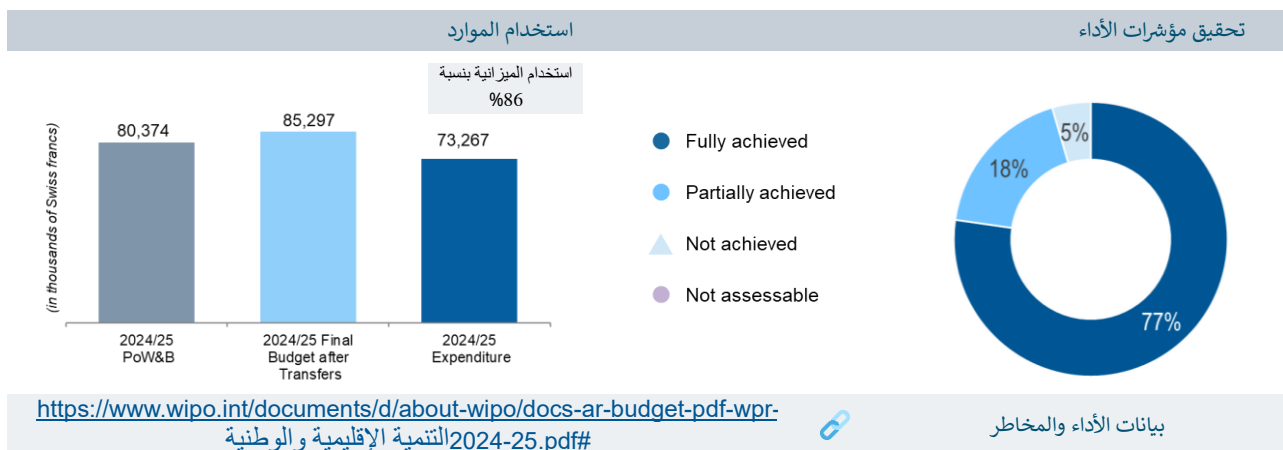 تحقيق مؤشرات الأداء
استخدام الموارد
77%
18%
5%
Fully achieved
Partially achieved
Not achieved
Not assessable
استخدام الميزانية بنسبة
%86
(in thousands of Swiss francs)
80,374
85,297
73,267
2024/25
PoW&B
2024/25 Final
Budget after
Transfers
2024/25
Expenditure
بيانات الأداء والمخاطر
https://www.wipo.int/documents/d/about-wipo/docs-ar-budget-pdf-wpr-
2024-25.pdf#التنمية الإقليمية والوطنية